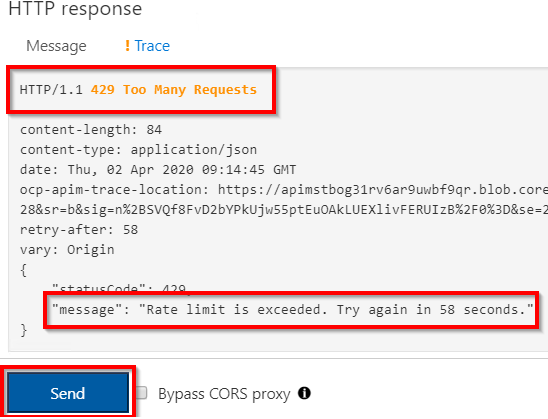 HTTP response
Message
! Trace
HTTP/1.1 429 Too Many Requests
content-length: 84
content-type: application/json
date: Thu, 02 Apr 2020 09:14:45 GMT
ocp-apim-trace-location: https://apimstbog31rv6ar9uwbf9qr.blob.core
28&sr=b&sig=n%2BSVQf8FvD2bYPkUjw55ptEuOAkLUEXlivFERUIzB%2F0%3D&se=2
retry-after: 58
vary: Origin
{
"statusCode": 429,
"message": "Rate limit is exceeded. Try again in 58 seconds."
}
Send
Bypass CORS proxy